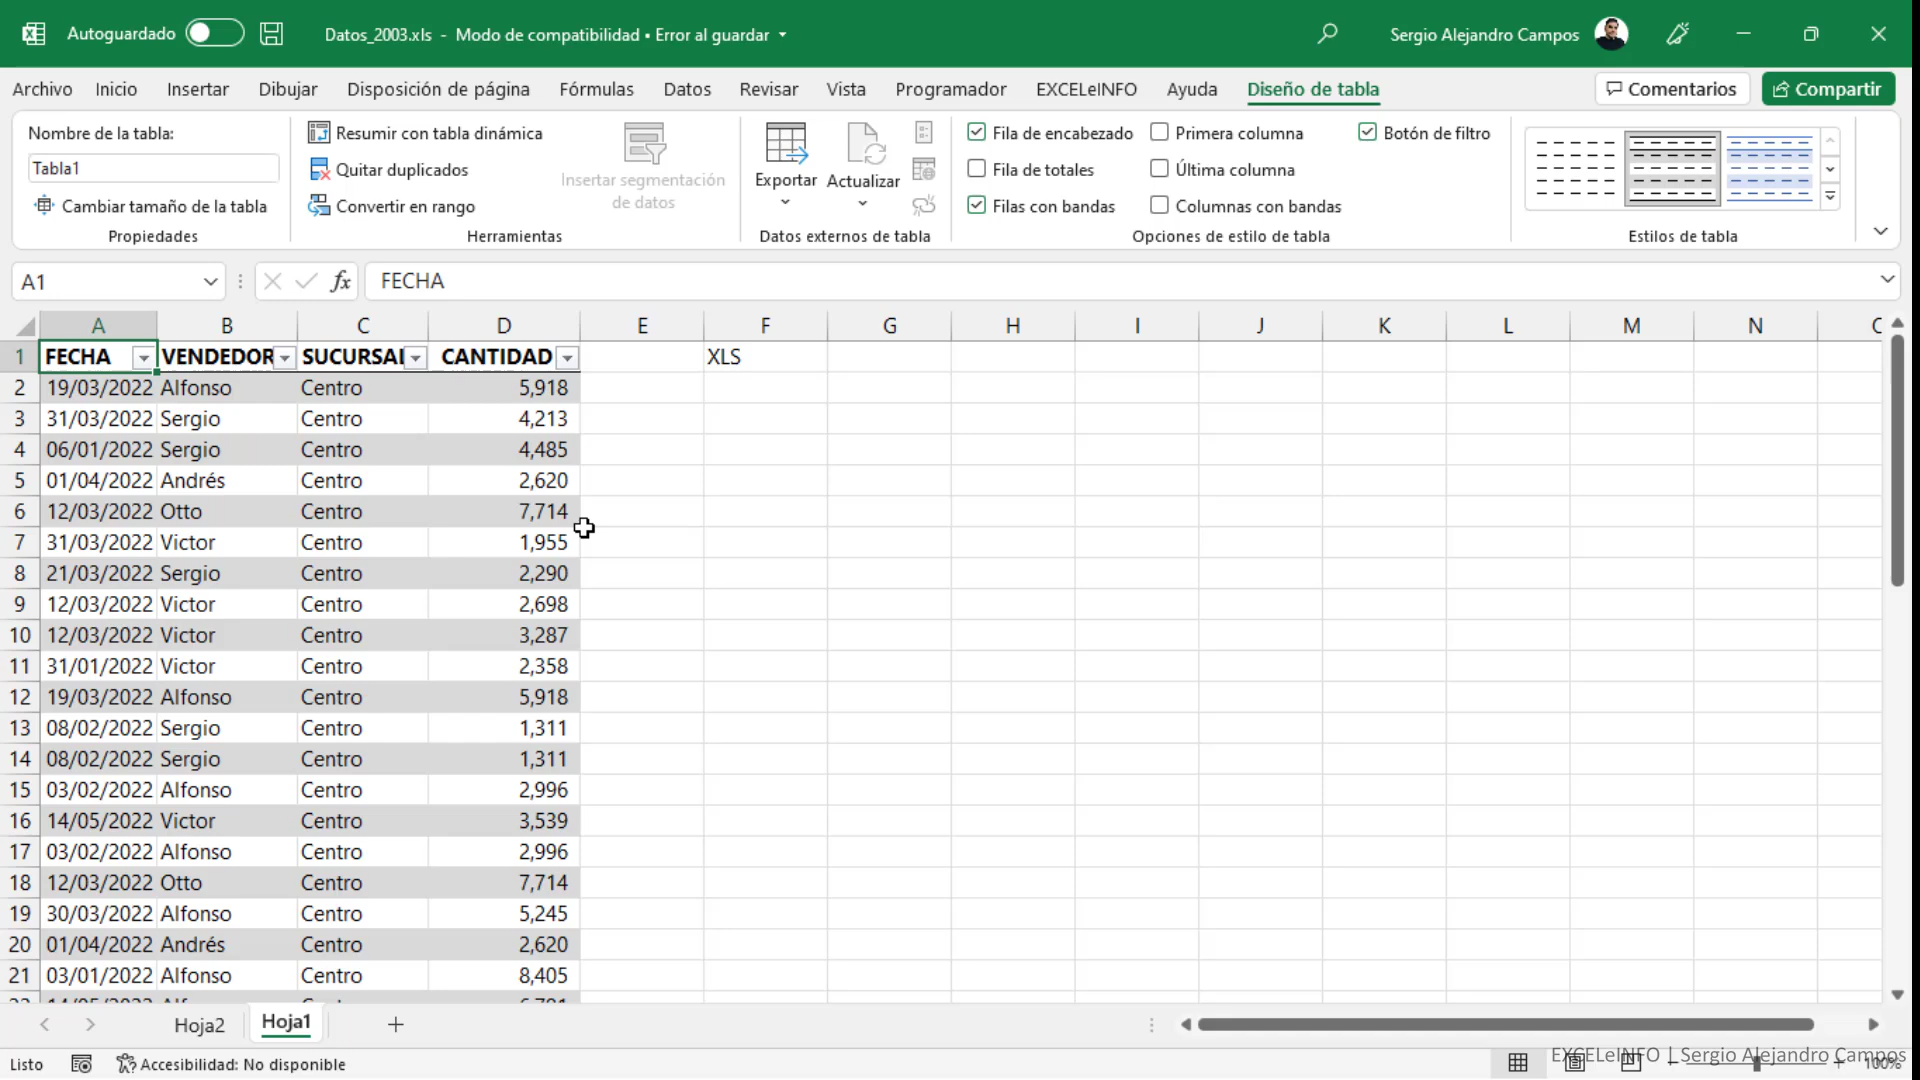 Autoguardado
Datos_2003.xls - Modo de compatibilidad • Error al guardar
Sergio Alejandro Campos
Archivo Inicio Insertar Dibujar Disposición de página Fórmulas Datos Revisar Vista Programador EXCELeINFO Ayuda Diseño de tabla Comentarios Compartir
Nombre de la tabla:
Tabla1
Cambiar tamaño de la tabla
Propiedades
Resumir con tabla dinámica
Quitar duplicados
Convertir en rango
Insertar segmentación
de datos
Herramientas
Exportar
Actualizar
Datos externos de tabla
Fila de encabezado
Fila de totales
Filas con bandas
Primera columna
Última columna
Columnas con bandas
Botón de filtro
Opciones de estilo de tabla
Estilos de tabla
A1 fx FECHA
A B C D E F G H I J K L M N
1 FECHA VENDEDOR SUCURSAL CANTIDAD XLS
2 19/03/2022 Alfonso Centro 5,918
3 31/03/2022 Sergio Centro 4,213
4 06/01/2022 Sergio Centro 4,485
5 01/04/2022 Andrés Centro 2,620
6 12/03/2022 Otto Centro 7,714
7 31/03/2022 Victor Centro 1,955
8 21/03/2022 Sergio Centro 2,290
9 12/03/2022 Victor Centro 2,698
10 12/03/2022 Victor Centro 3,287
11 31/01/2022 Victor Centro 2,358
12 19/03/2022 Alfonso Centro 5,918
13 08/02/2022 Sergio Centro 1,311
14 08/02/2022 Sergio Centro 1,311
15 03/02/2022 Alfonso Centro 2,996
16 14/05/2022 Victor Centro 3,539
17 03/02/2022 Alfonso Centro 2,996
18 12/03/2022 Otto Centro 7,714
19 30/03/2022 Alfonso Centro 5,245
20 01/04/2022 Andrés Centro 2,620
21 03/01/2022 Alfonso Centro 8,405
Hoja2 Hoja1
Listo Accesibilidad: No disponible
EXCELeINFO | Sergio Alejandro Campos
100%